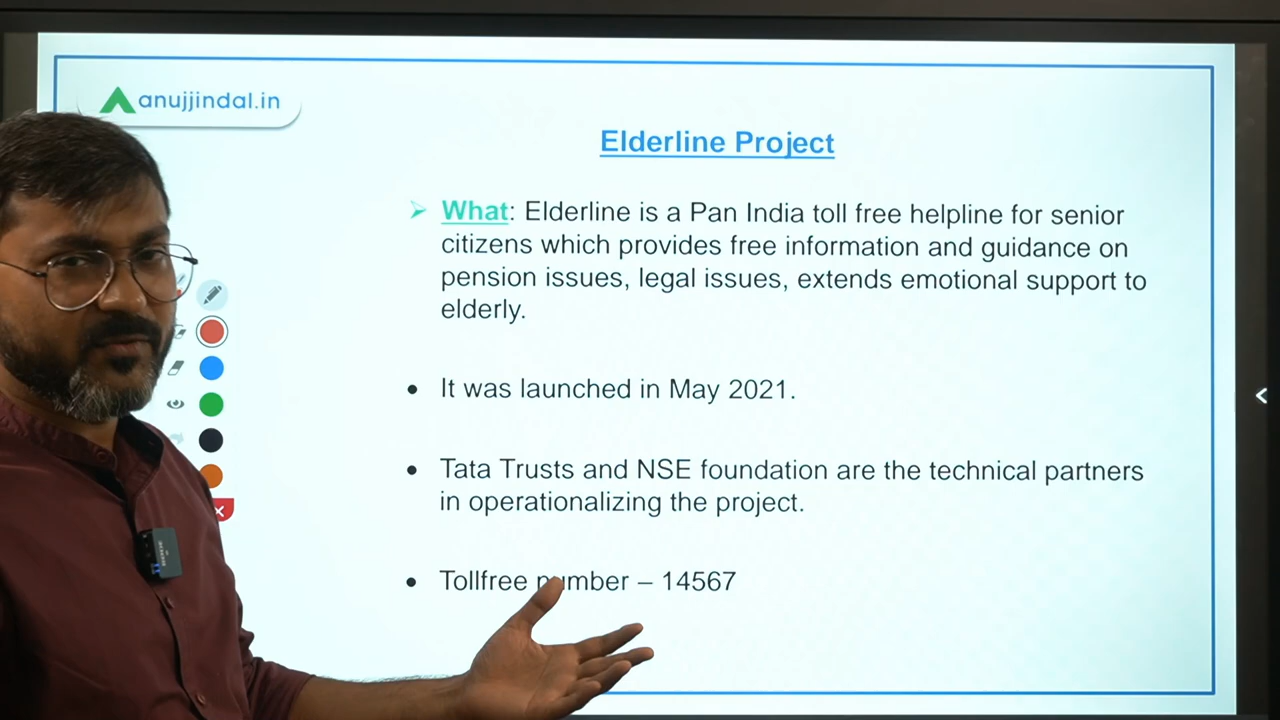 anujjindal.in
Elderline Project
➢ What: Elderline is a Pan India toll free helpline for senior
citizens which provides free information and guidance on
pension issues, legal issues, extends emotional support to
elderly.
• It was launched in May 2021.
• Tata Trusts and NSE foundation are the technical partners
in operationalizing the project.
• Tollfree number – 14567